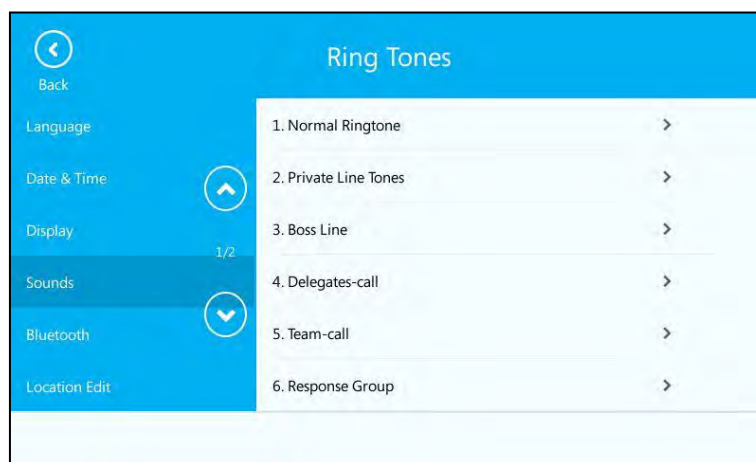 Ring Tones
Back
Language
Date & Time
Display
1/2
Sounds
Bluetooth
Location Edit
1. Normal Ringtone
2. Private Line Tones
3. Boss Line
4. Delegates-call
5. Team-call
6. Response Group